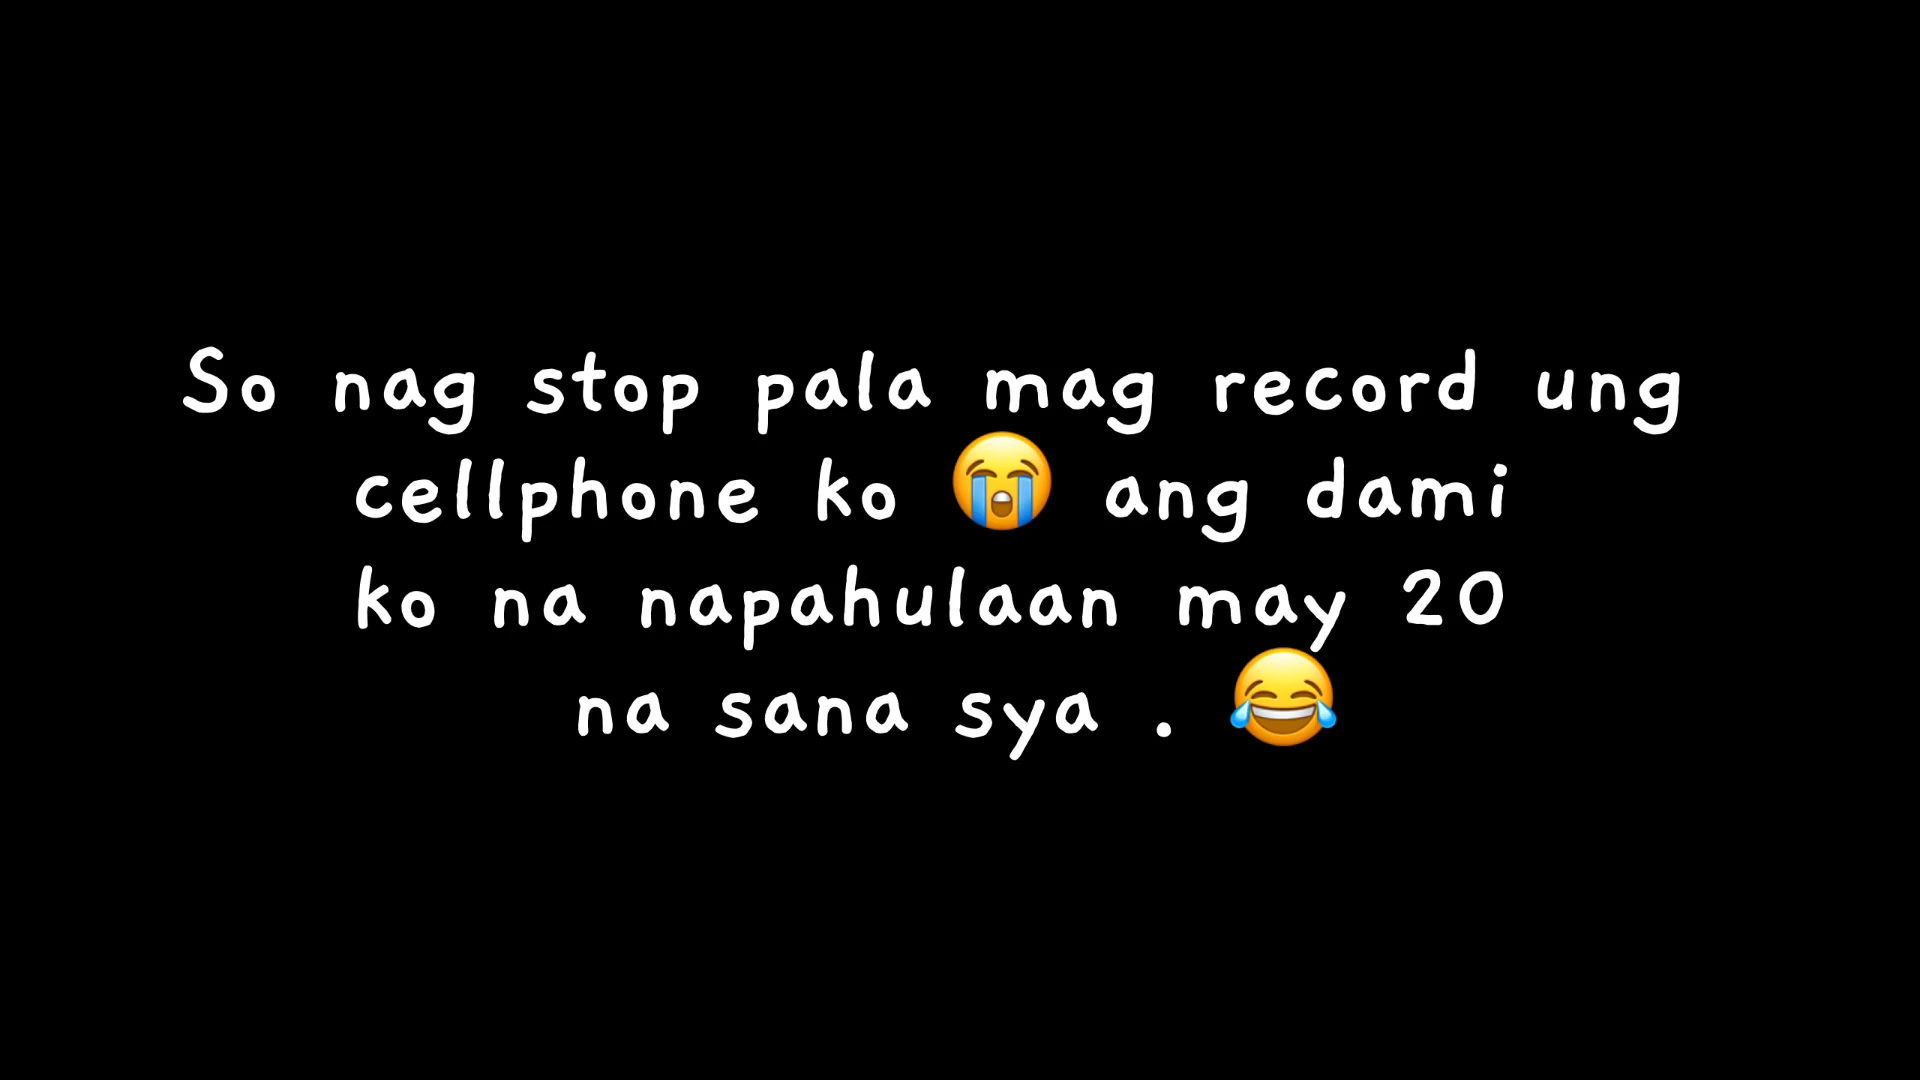 So nag stop pala mag record ung
cellphone ko 😭 ang dami
ko na napahulaan may 20
na sana sya . 😂